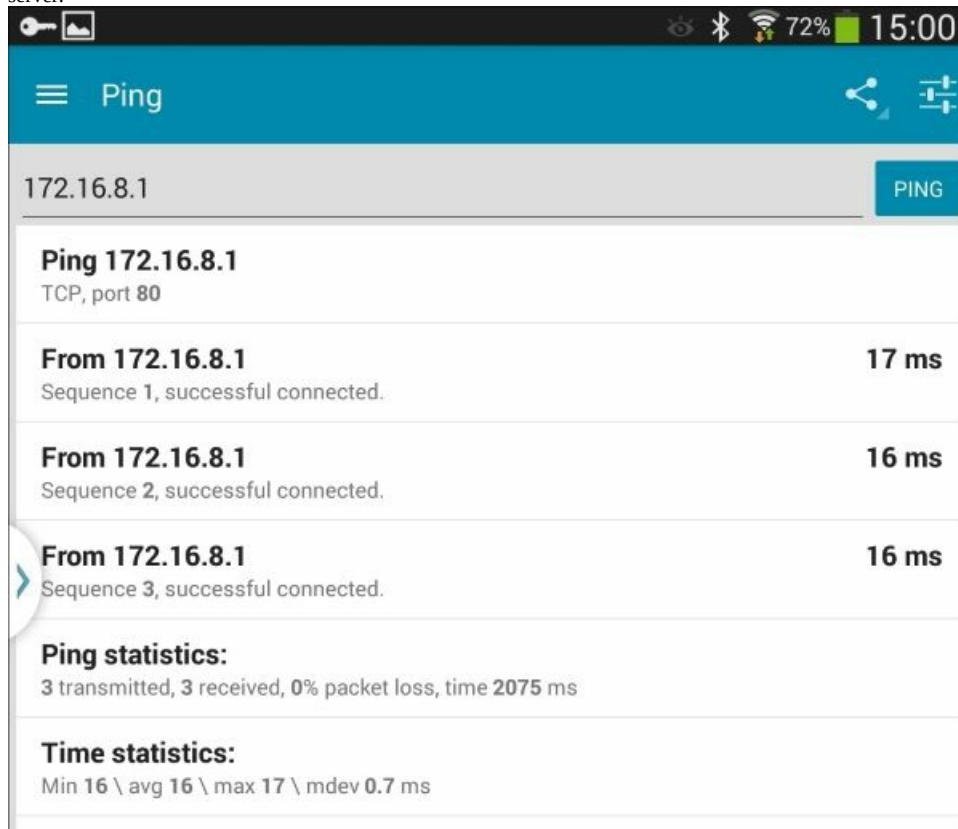 server.
72% 15:00
Ping
172.16.8.1 PING
Ping 172.16.8.1
TCP, port 80
From 172.16.8.1 17 ms
Sequence 1, successful connected.
From 172.16.8.1 16 ms
Sequence 2, successful connected.
From 172.16.8.1 16 ms
Sequence 3, successful connected.
Ping statistics:
3 transmitted, 3 received, 0% packet loss, time 2075 ms
Time statistics:
Min 16 \ avg 16 \ max 17 \ mdev 0.7 ms